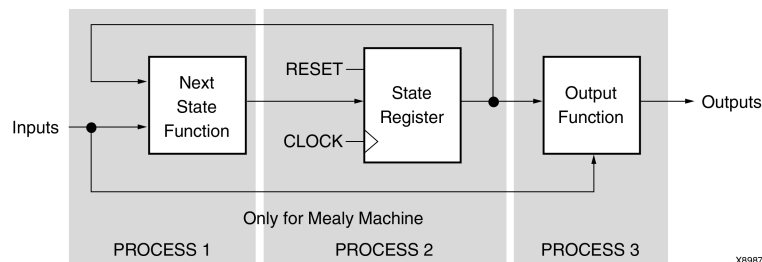 Inputs
Next
State
Function
RESET
CLOCK
State
Register
Output
Function
Outputs
Only for Mealy Machine
PROCESS 1
PROCESS 2
PROCESS 3
X8987